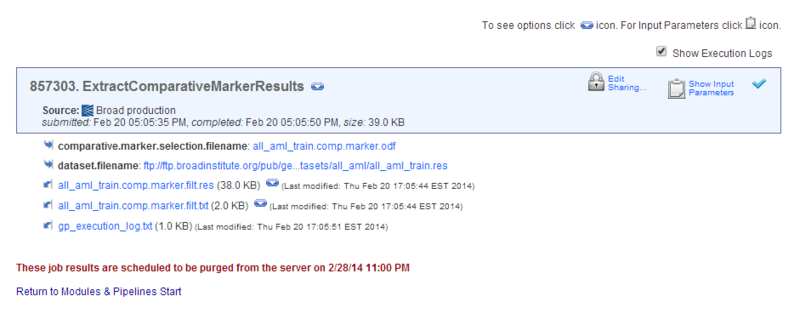 To see options click icon. For Input Parameters click icon.
Show Execution Logs
857303. ExtractComparativeMarkerResults
Edit Sharing...
Show Input Parameters
Source: Broad production
submitted: Feb 20 05:05:35 PM, completed: Feb 20 05:05:50 PM, size: 39.0 KB
comparative.marker.selection.filename: all_aml_train.comp.marker.odf
dataset.filename: ftp://ftp.broadinstitute.org/pub/ge...tasets/all_aml/all_aml_train.res
all_aml_train.comp.marker.filt.res (38.0 KB) (Last modified: Thu Feb 20 17:05:44 EST 2014)
all_aml_train.comp.marker.filt.txt (2.0 KB) (Last modified: Thu Feb 20 17:05:44 EST 2014)
gp_execution_log.txt (1.0 KB) (Last modified: Thu Feb 20 17:05:51 EST 2014)
These job results are scheduled to be purged from the server on 2/28/14 11:00 PM
Return to Modules & Pipelines Start